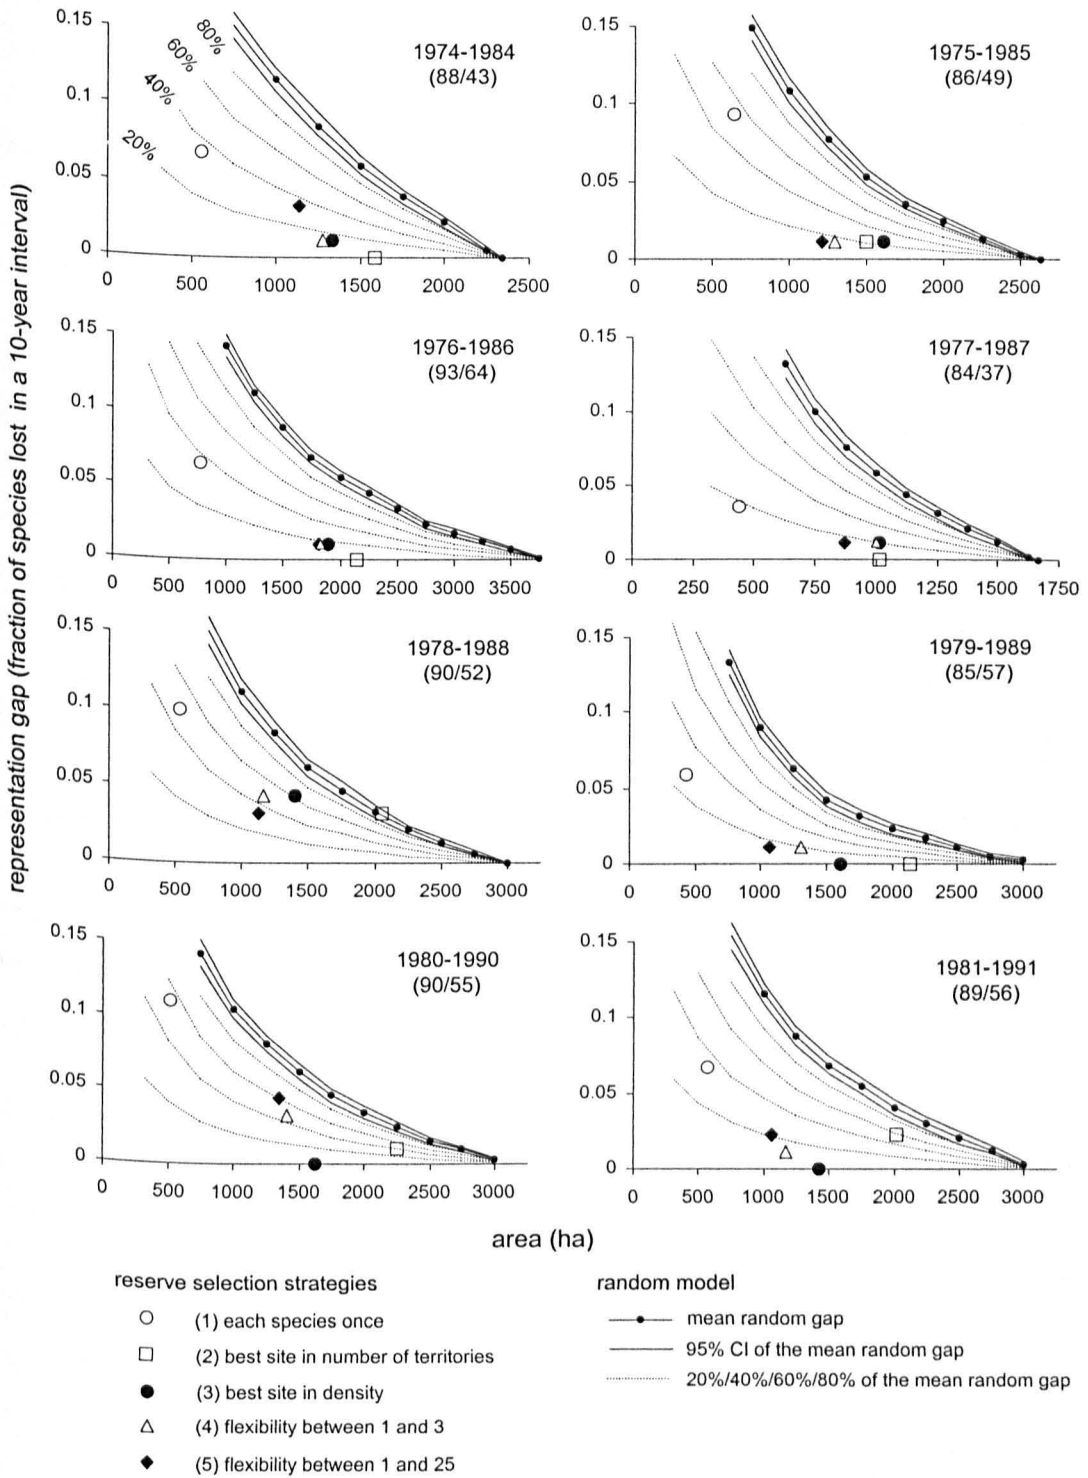 representation gap (fraction of species lost in a 10-year interval)
0.15
0.1
0.05
0
80%
60%
40%
20%
1974-1984
(88/43)
0 500 1000 1500 2000 2500
0.15
0.1
0.05
0
1975-1985
(86/49)
0 500 1000 1500 2000 2500
0.15
0.1
0.05
0
1976-1986
(93/64)
0 500 1000 1500 2000 2500 3000 3500
0.15
0.1
0.05
0
1977-1987
(84/37)
0 250 500 750 1000 1250 1500 1750
0.15
0.1
0.05
0
1978-1988
(90/52)
0 500 1000 1500 2000 2500 3000
0.15
0.1
0.05
0
1979-1989
(85/57)
0 500 1000 1500 2000 2500 3000
0.15
0.1
0.05
0
1980-1990
(90/55)
0 500 1000 1500 2000 2500 3000
0.15
0.1
0.05
0
1981-1991
(89/56)
0 500 1000 1500 2000 2500 3000
area (ha)
reserve selection strategies
(1) each species once
(2) best site in number of territories
(3) best site in density
(4) flexibility between 1 and 3
(5) flexibility between 1 and 25
random model
mean random gap
95% CI of the mean random gap
20%/40%/60%/80% of the mean random gap